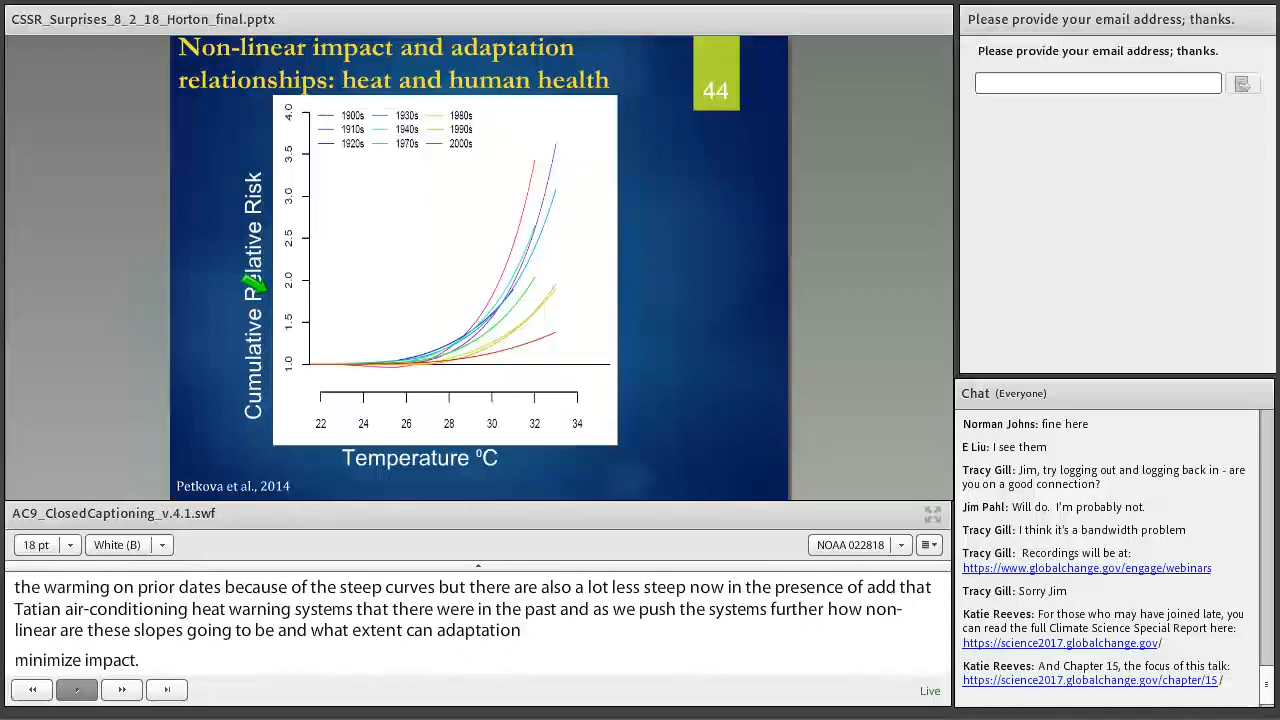 CSSR_Surprises_8_2_18_Horton_final.pptx
Non-linear impact and adaptation
relationships: heat and human health
44
4.0
3.5
3.0
2.5
2.0
1.5
1.0
1900s 1930s 1980s
1910s 1940s 1990s
1920s 1970s 2000s
Cumulative Relative Risk
22 24 26 28 30 32 34
Temperature ⁰C
Petkova et al., 2014
AC9_ClosedCaptioning_v.4.1.swf
18 pt White (B) NOAA 022818
the warming on prior dates because of the steep curves but there are also a lot less steep now in the presence of add that
Tatian air-conditioning heat warning systems that there were in the past and as we push the systems further how non-
linear are these slopes going to be and what extent can adaptation
minimize impact.
Live
Please provide your email address; thanks.
Please provide your email address; thanks.
Chat (Everyone)
Norman Johns: fine here
E Liu: I see them
Tracy Gill: Jim, try logging out and logging back in - are
you on a good connection?
Jim Pahl: Will do. I'm probably not.
Tracy Gill: I think it's a bandwidth problem
Tracy Gill: Recordings will be at:
https://www.globalchange.gov/engage/webinars
Tracy Gill: Sorry Jim
Katie Reeves: For those who may have joined late, you
can read the full Climate Science Special Report here:
https://science2017.globalchange.gov/
Katie Reeves: And Chapter 15, the focus of this talk:
https://science2017.globalchange.gov/chapter/15/